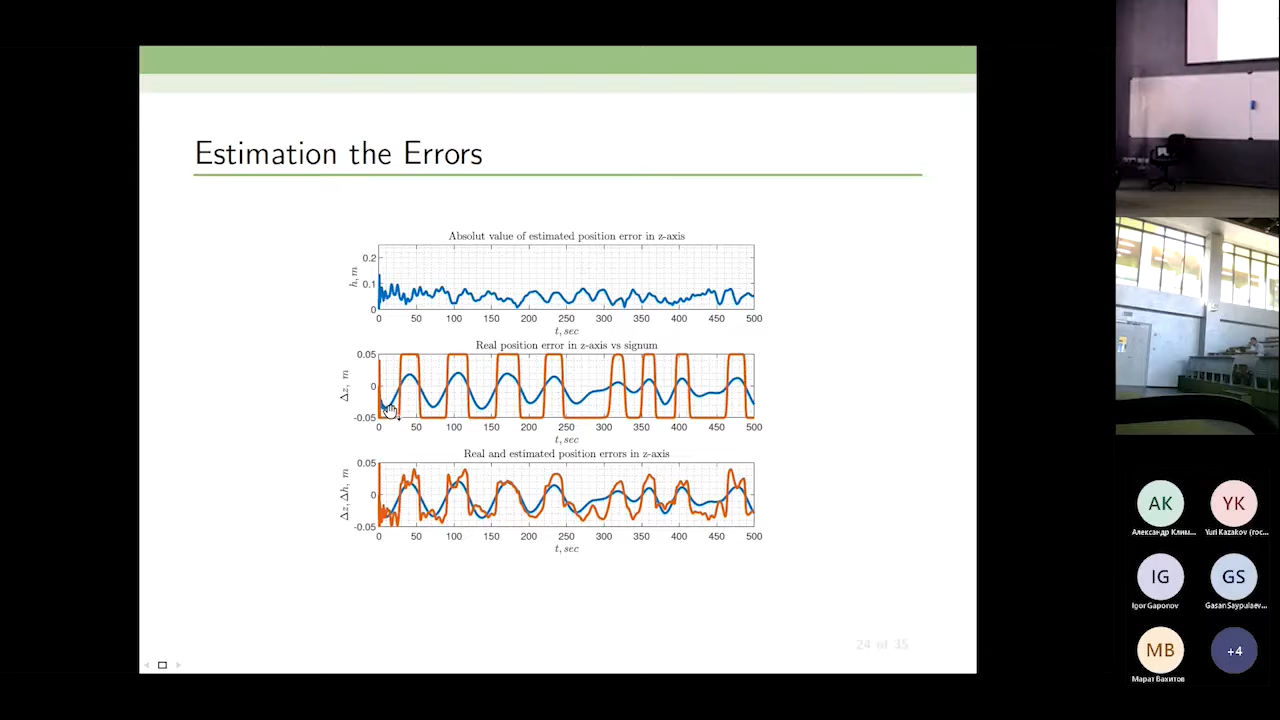 Estimation the Errors
Absolut value of estimated position error in z-axis
h, m
0.2
0.1
0
0 50 100 150 200 250 300 350 400 450 500
t, sec
Real position error in z-axis vs signum
Δz, m
0.05
0
-0.05
0 50 100 150 200 250 300 350 400 450 500
t, sec
Real and estimated position errors in z-axis
Δz, Δh, m
0.05
0
-0.05
0 50 100 150 200 250 300 350 400 450 500
t, sec
24 of 35
AK YK
Александр Клим... Yuri Kazakov (гос...
IG GS
Igor Gaponov Gasan Saypulaev...
MB +4
Марат Вахитов